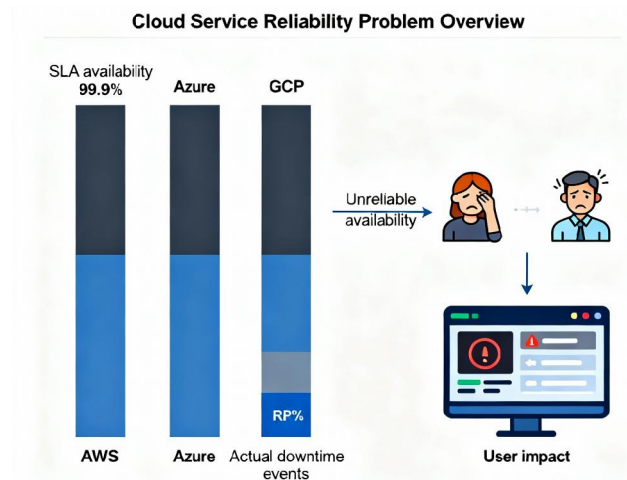 Cloud Service Reliability Problem Overview
SLA availability
99.9%
Azure
GCP
Unreliable
availability
RP%
AWS
Azure
Actual downtime
events
User impact